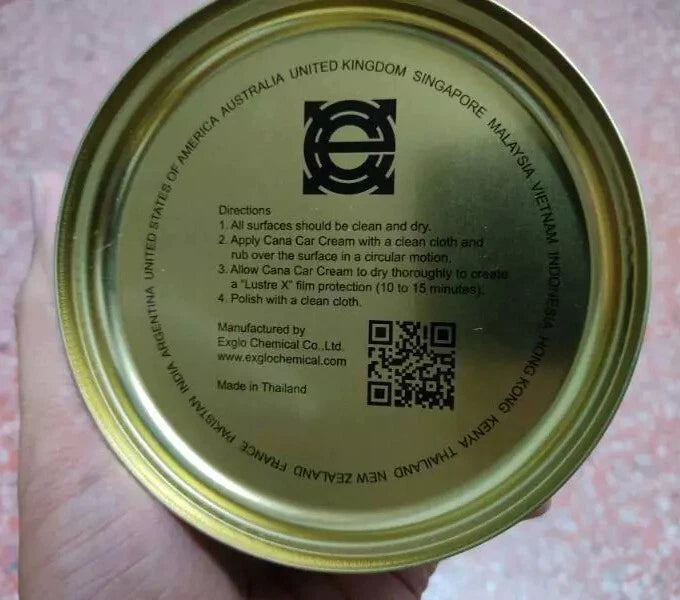 UNITED STATES OF AMERICA AUSTRALIA UNITED KINGDOM SINGAPORE MALAYSIA VIETNAM INDONESIA HONG KONG KENYA THAILAND NEW ZEALAND FRANCE PAKISTAN INDIA ARGENTINA
e
Directions
1. All surfaces should be clean and dry.
2. Apply Cana Car Cream with a clean cloth and
rub over the surface in a circular motion.
3. Allow Cana Car Cream to dry thoroughly to create
a "Lustre X" film protection (10 to 15 minutes).
4. Polish with a clean cloth.
Manufactured by
Exglo Chemical Co.,Ltd.
www.exglochemical.com
Made in Thailand